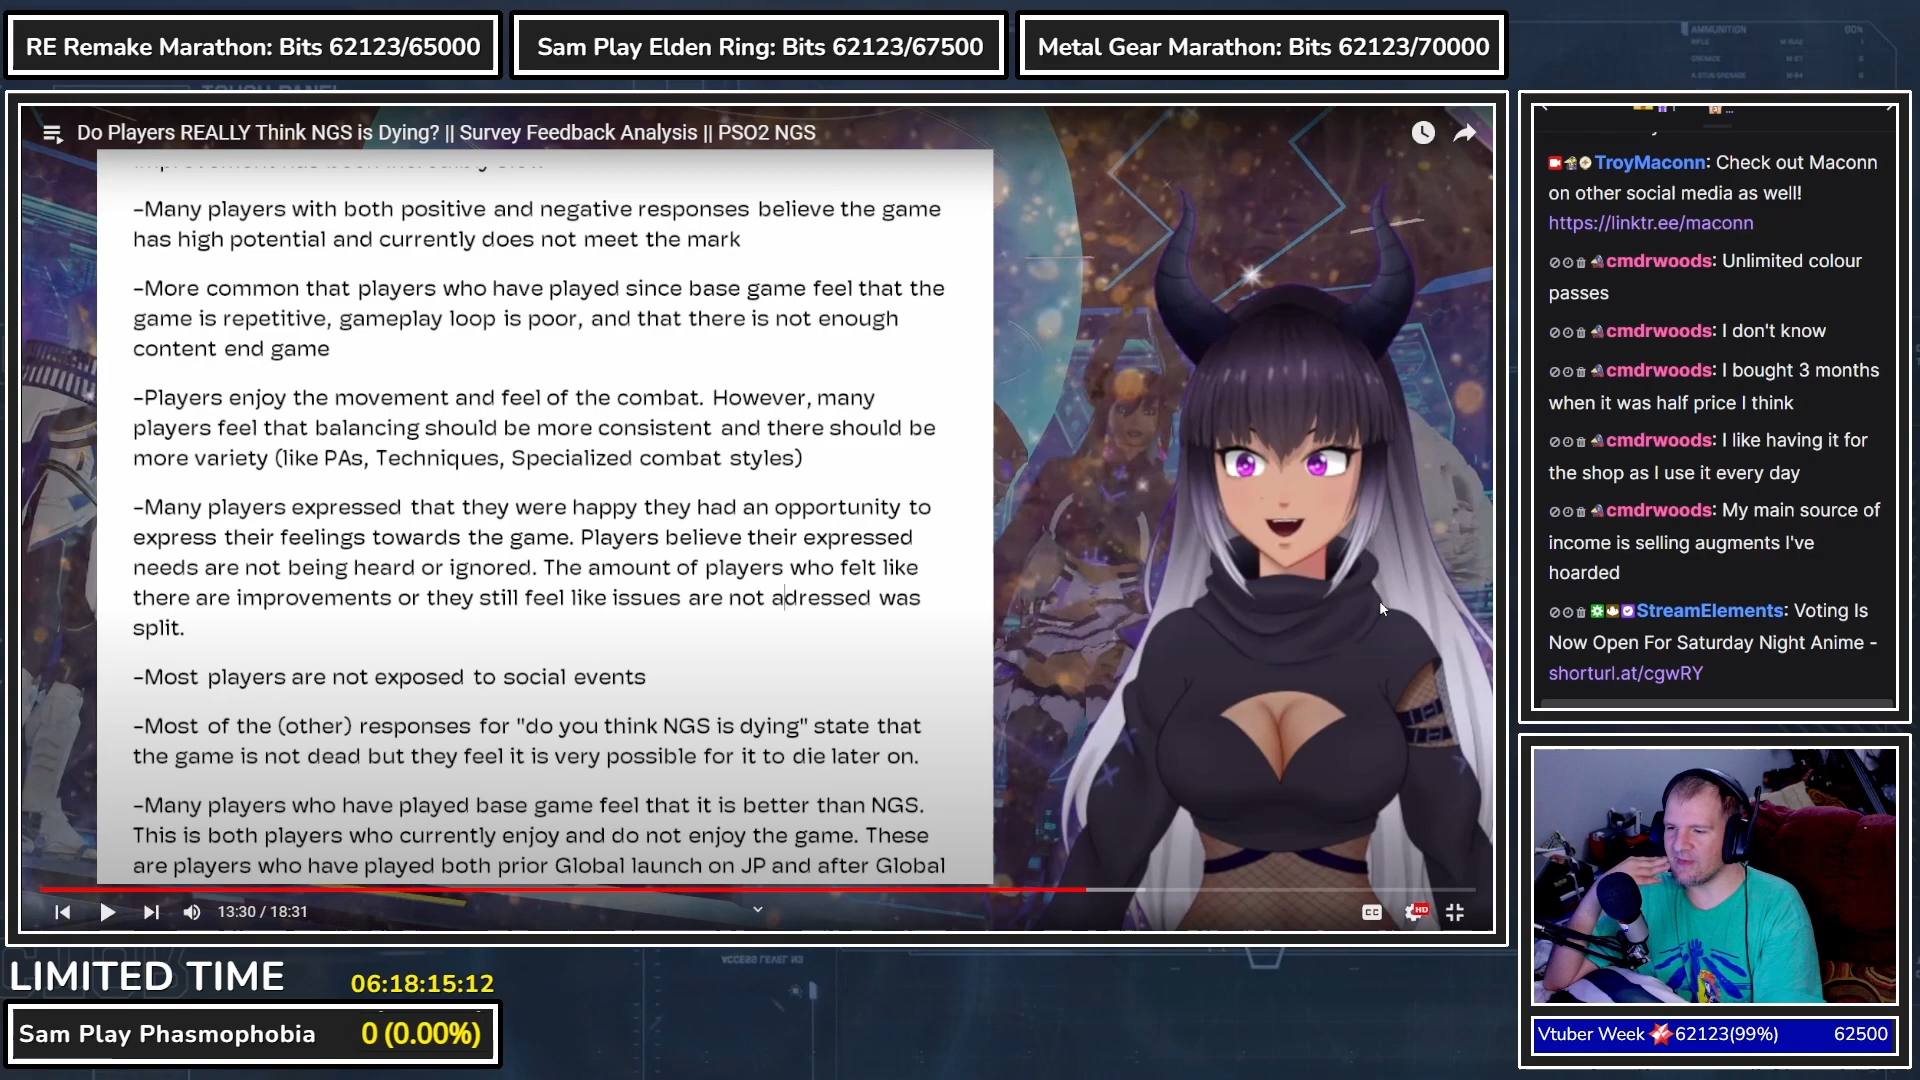 RE Remake Marathon: Bits 62123/65000
Sam Play Elden Ring: Bits 62123/67500
Metal Gear Marathon: Bits 62123/70000
Do Players REALLY Think NGS is Dying? || Survey Feedback Analysis || PSO2 NGS
-Many players with both positive and negative responses believe the game
has high potential and currently does not meet the mark
-More common that players who have played since base game feel that the
game is repetitive, gameplay loop is poor, and that there is not enough
content end game
-Players enjoy the movement and feel of the combat. However, many
players feel that balancing should be more consistent and there should be
more variety (like PAs, Techniques, Specialized combat styles)
-Many players expressed that they were happy they had an opportunity to
express their feelings towards the game. Players believe their expressed
needs are not being heard or ignored. The amount of players who felt like
there are improvements or they still feel like issues are not adressed was
split.
-Most players are not exposed to social events
-Most of the (other) responses for "do you think NGS is dying" state that
the game is not dead but they feel it is very possible for it to die later on.
-Many players who have played base game feel that it is better than NGS.
This is both players who currently enjoy and do not enjoy the game. These
are players who have played both prior Global launch on JP and after Global
13:30 / 18:31
CC
HD
TroyMaconn: Check out Maconn
on other social media as well!
https://linktr.ee/maconn
cmdrwoods: Unlimited colour
passes
cmdrwoods: I don't know
cmdrwoods: I bought 3 months
when it was half price I think
cmdrwoods: I like having it for
the shop as I use it every day
cmdrwoods: My main source of
income is selling augments I've
hoarded
StreamElements: Voting Is
Now Open For Saturday Night Anime -
shorturl.at/cgwRY
LIMITED TIME
06:18:15:12
Sam Play Phasmophobia 0 (0.00%)
Vtuber Week 62123(99%) 62500